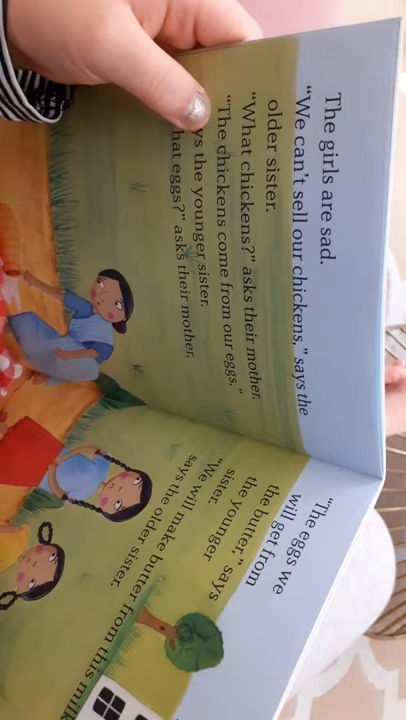 The girls are sad.
"We can't sell our chickens," says the
older sister.
"What chickens?" asks their mother.
"The chickens come from our eggs,"
ys the younger sister.
hat eggs?" asks their mother.
"The eggs we
will get from
the butter," says
the younger
sister.
"We will make butter from this milk
says the older sister.